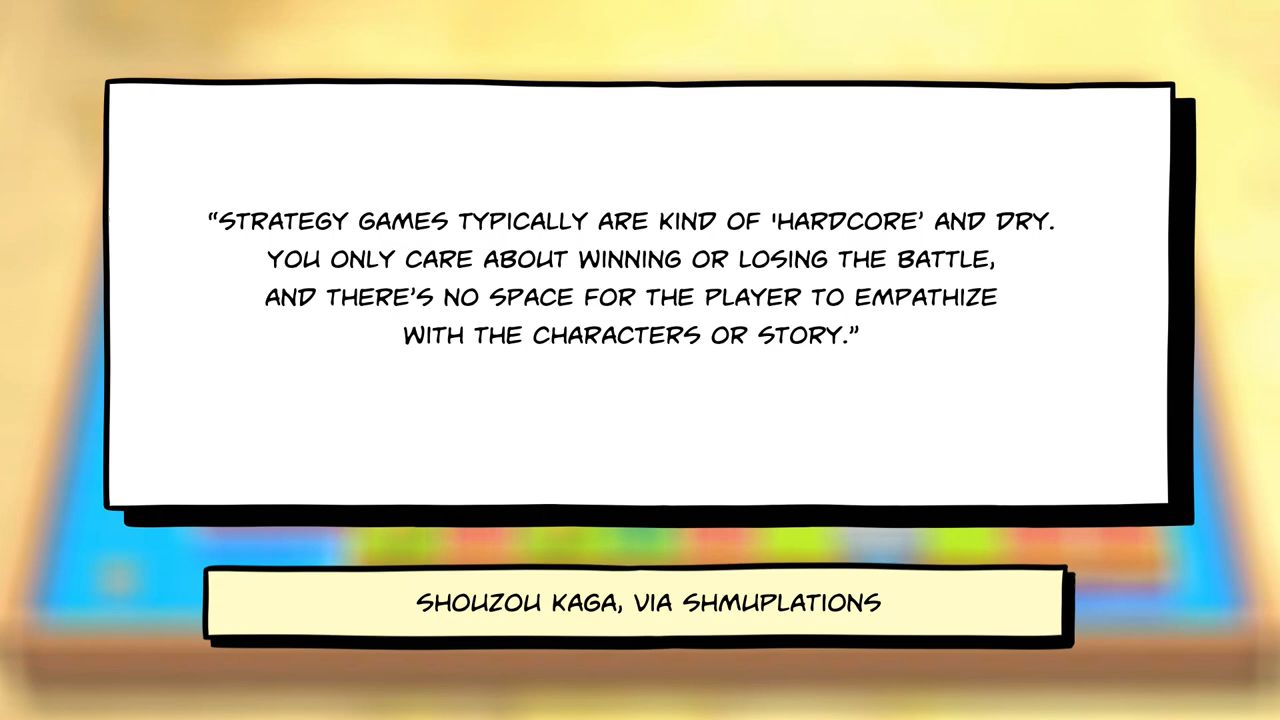 “STRATEGY GAMES TYPICALLY ARE KIND OF 'HARDCORE’ AND DRY.
YOU ONLY CARE ABOUT WINNING OR LOSING THE BATTLE,
AND THERE’S NO SPACE FOR THE PLAYER TO EMPATHIZE
WITH THE CHARACTERS OR STORY.”
SHOUZOU KAGA, VIA SHMUPLATIONS